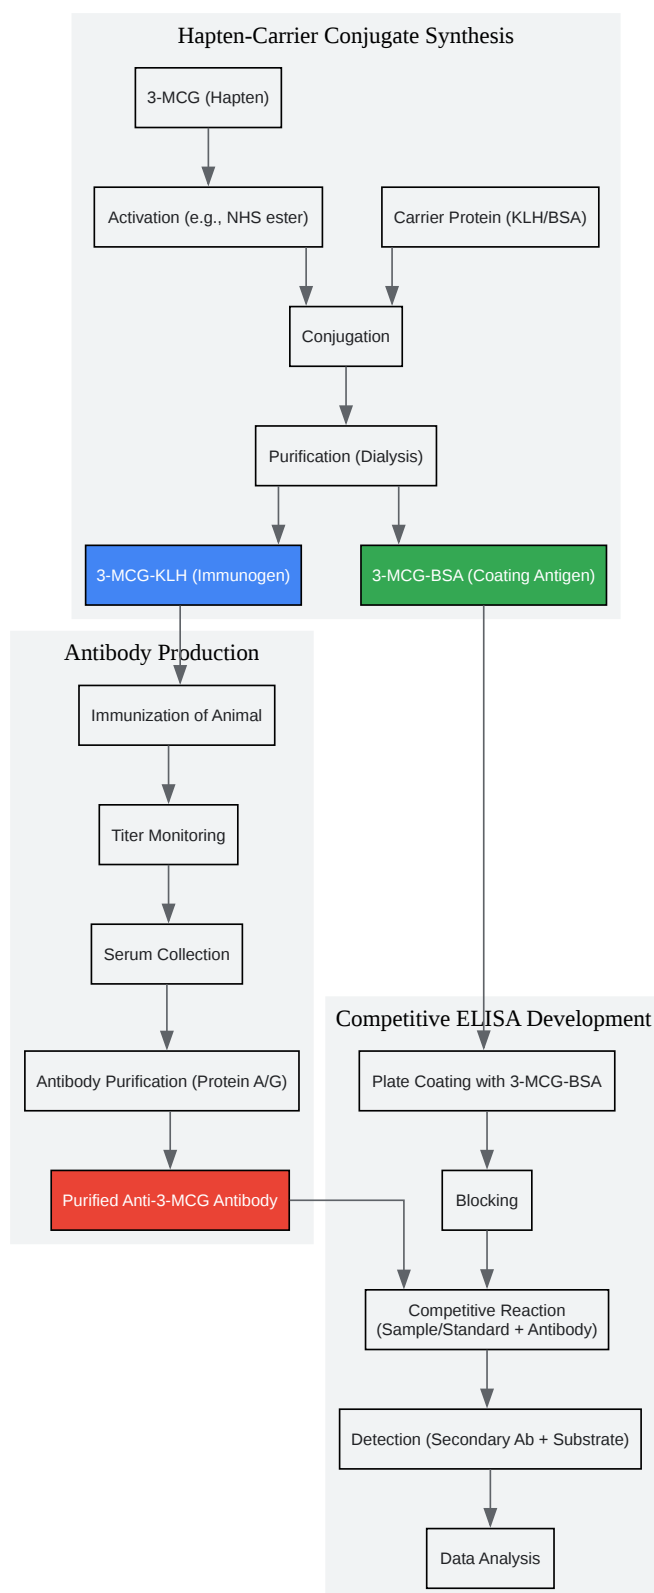 Hapten-Carrier Conjugate Synthesis
3-MCG (Hapten)
Activation (e.g., NHS ester)
Carrier Protein (KLH/BSA)
Conjugation
Purification (Dialysis)
3-MCG-KLH (Immunogen)
3-MCG-BSA (Coating Antigen)
Antibody Production
Immunization of Animal
Titer Monitoring
Serum Collection
Antibody Purification (Protein A/G)
Purified Anti-3-MCG Antibody
Competitive ELISA Development
Plate Coating with 3-MCG-BSA
Blocking
Competitive Reaction
(Sample/Standard + Antibody)
Detection (Secondary Ab + Substrate)
Data Analysis